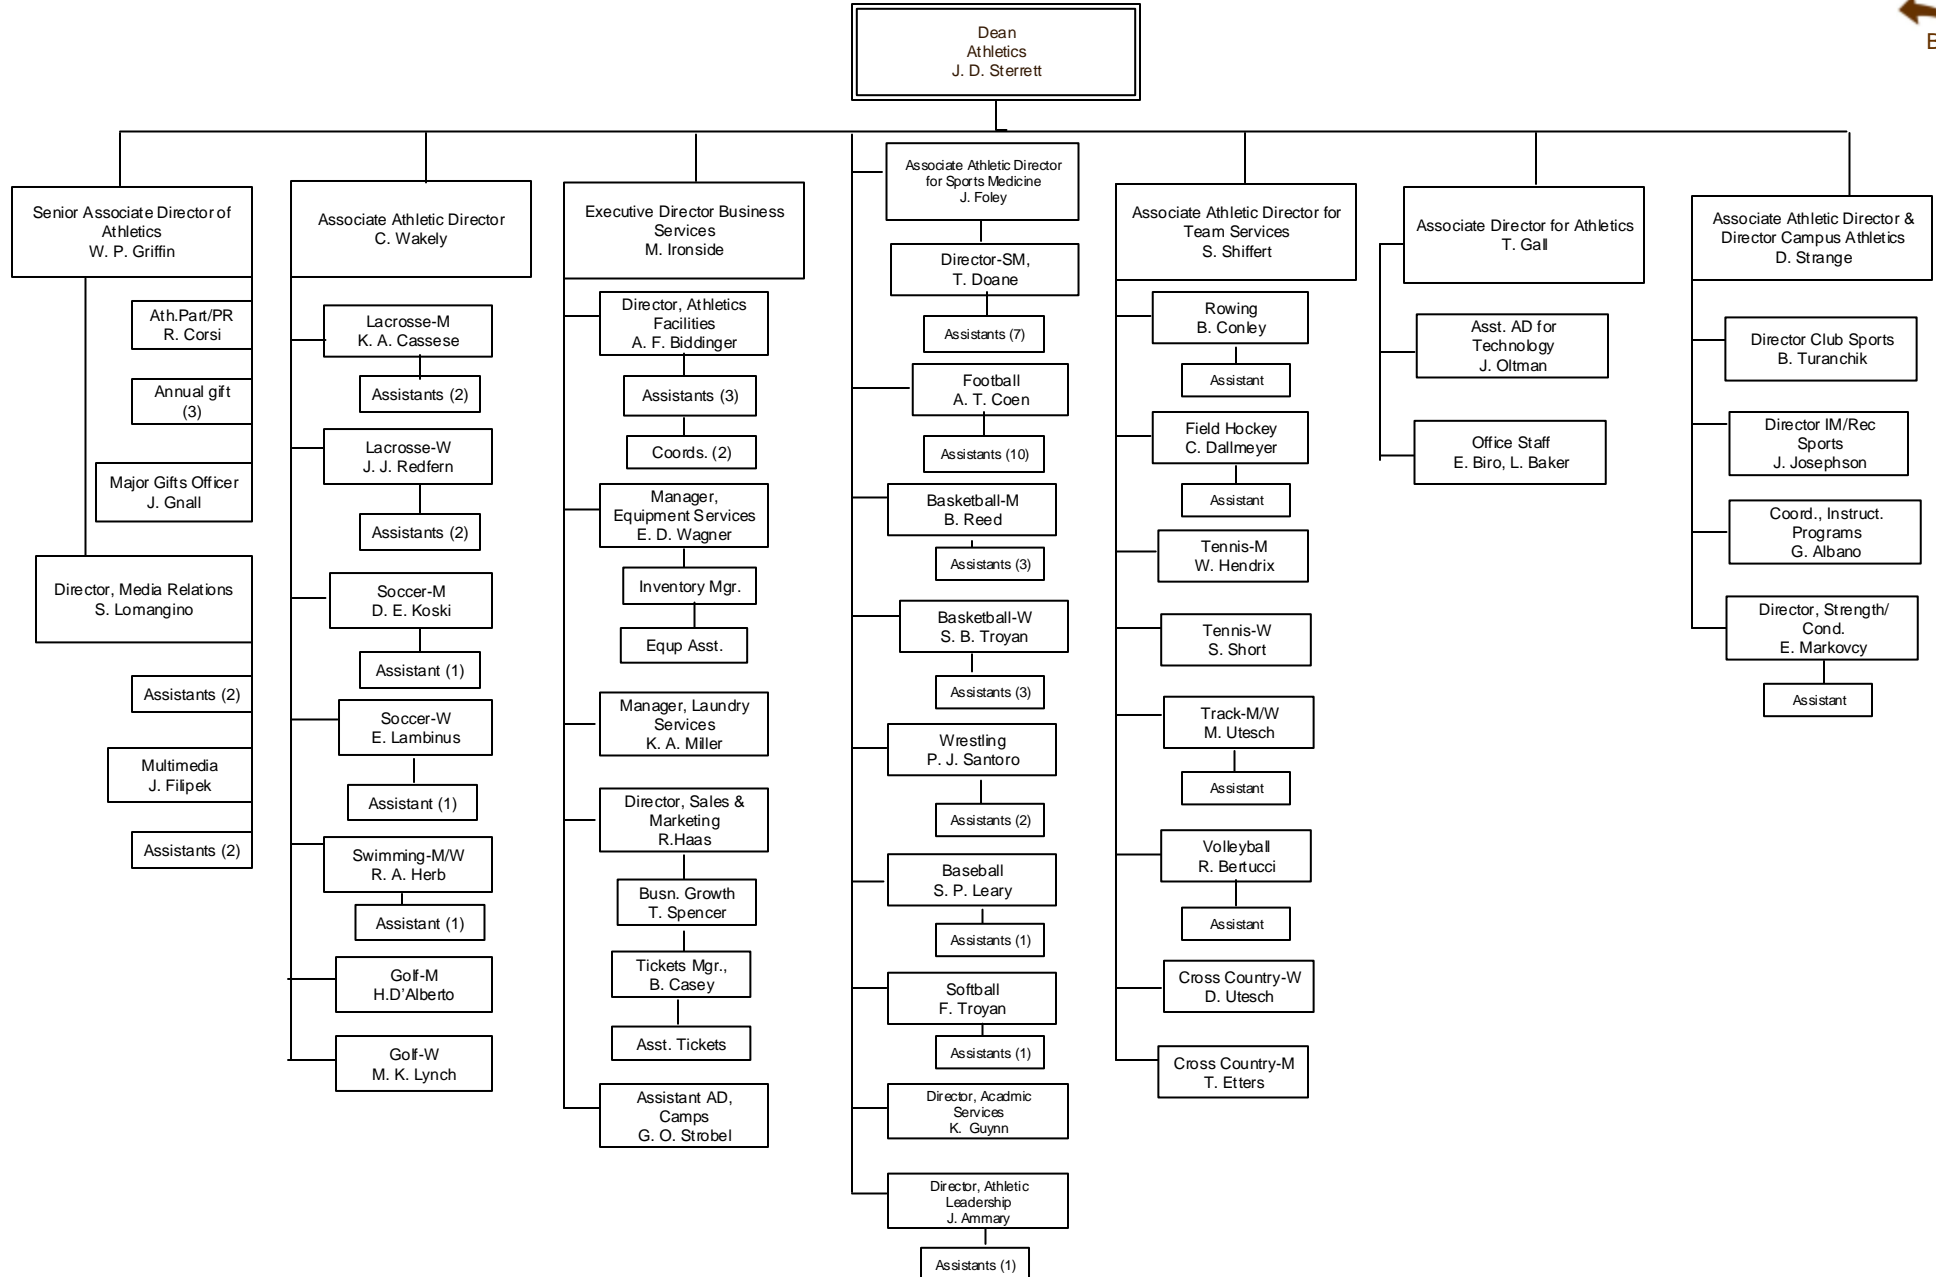 Dean
Athletics
J. D. Sterrett
B
Senior Associate Director of
Athletics
W. P. Griffin
Ath.Part/PR
R. Corsi
Annual gift
(3)
Major Gifts Officer
J. Gnall
Director, Media Relations
S. Lomangino
Assistants (2)
Multimedia
J. Filipek
Assistants (2)
Associate Athletic Director
C. Wakely
Lacrosse-M
K. A. Cassese
Assistants (2)
Lacrosse-W
J. J. Redfern
Assistants (2)
Soccer-M
D. E. Koski
Assistant (1)
Soccer-W
E. Lambinus
Assistant (1)
Swimming-M/W
R. A. Herb
Assistant (1)
Golf-M
H.D’Alberto
Golf-W
M. K. Lynch
Executive Director Business
Services
M. Ironside
Director, Athletics
Facilities
A. F. Biddinger
Assistants (3)
Coords. (2)
Manager,
Equipment Services
E. D. Wagner
Inventory Mgr.
Equp Asst.
Manager, Laundry
Services
K. A. Miller
Director, Sales &
Marketing
R.Haas
Busn. Growth
T. Spencer
Tickets Mgr.,
B. Casey
Asst. Tickets
Assistant AD,
Camps
G. O. Strobel
Associate Athletic Director
for Sports Medicine
J. Foley
Director-SM,
T. Doane
Assistants (7)
Football
A. T. Coen
Assistants (10)
Basketball-M
B. Reed
Assistants (3)
Basketball-W
S. B. Troyan
Assistants (3)
Wrestling
P. J. Santoro
Assistants (2)
Baseball
S. P. Leary
Assistants (1)
Softball
F. Troyan
Assistants (1)
Director, Acadmic
Services
K. Guynn
Director, Athletic
Leadership
J. Ammary
Assistants (1)
Associate Athletic Director for
Team Services
S. Shiffert
Rowing
B. Conley
Assistant
Field Hockey
C. Dallmeyer
Assistant
Tennis-M
W. Hendrix
Tennis-W
S. Short
Track-M/W
M. Utesch
Assistant
Volleyball
R. Bertucci
Assistant
Cross Country-W
D. Utesch
Cross Country-M
T. Etters
Associate Director for Athletics
T. Gall
Asst. AD for
Technology
J. Oltman
Office Staff
E. Biro, L. Baker
Associate Athletic Director &
Director Campus Athletics
D. Strange
Director Club Sports
B. Turanchik
Director IM/Rec
Sports
J. Josephson
Coord., Instruct.
Programs
G. Albano
Director, Strength/
Cond.
E. Markovcy
Assistant